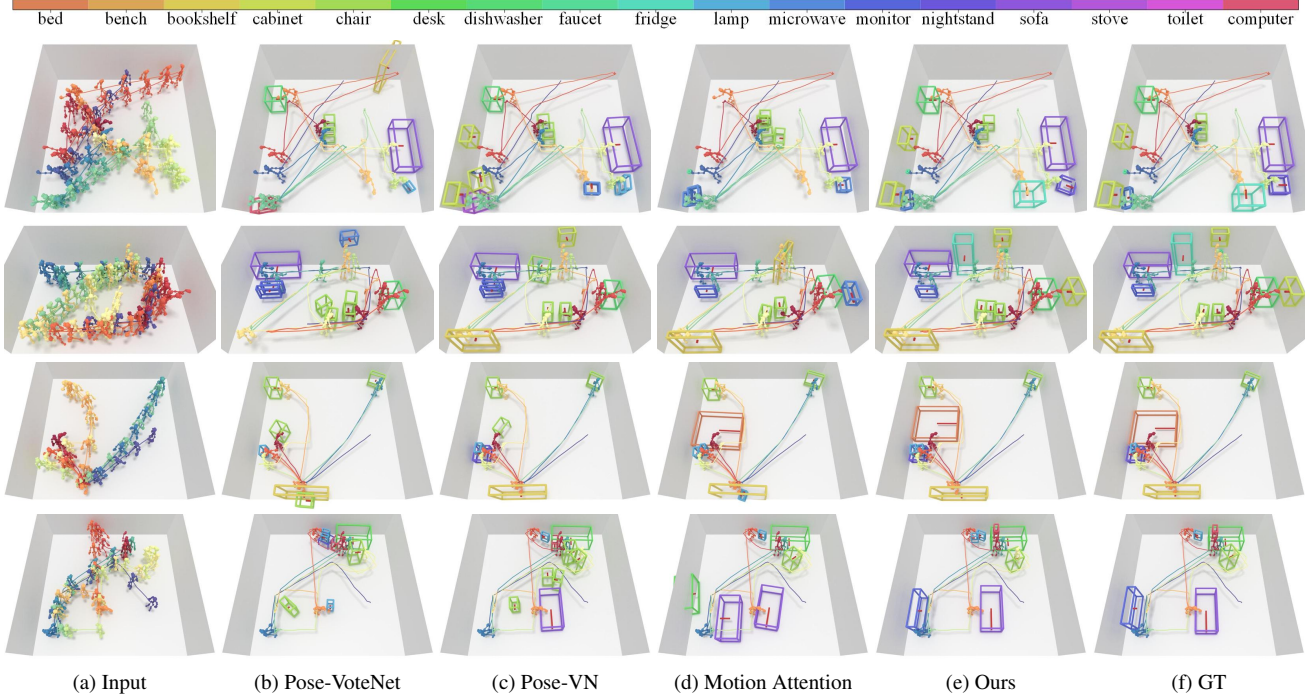 bed bench bookshelf cabinet chair desk dishwasher faucet fridge lamp microwave monitor nightstand sofa stove toilet computer
(a) Input (b) Pose-VoteNet (c) Pose-VN (d) Motion Attention (e) Ours (f) GT